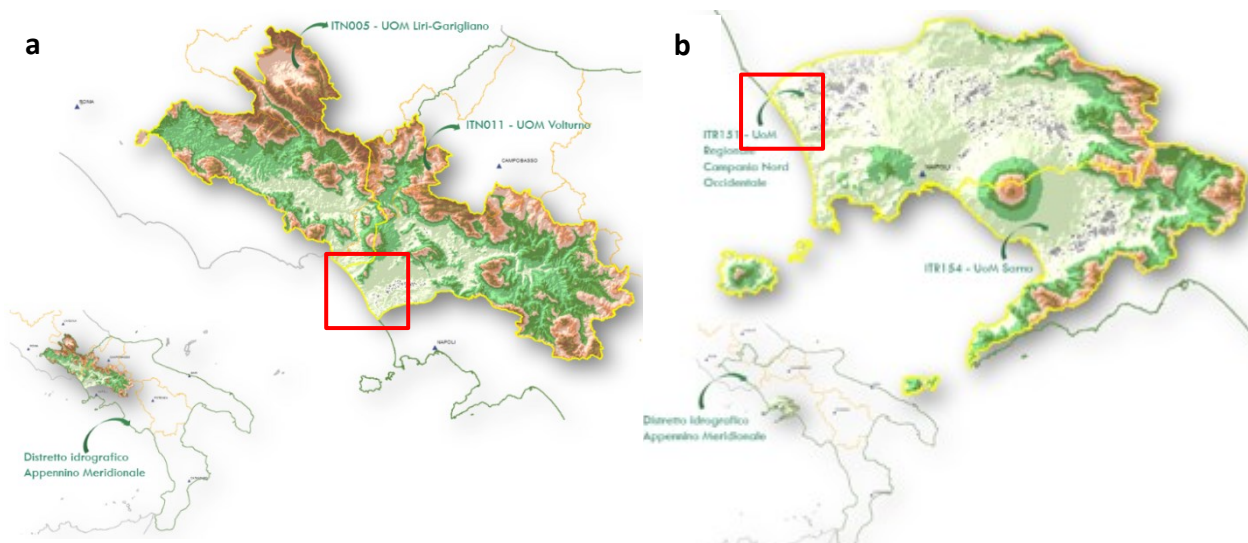 a
ITN005 - UOM Liri-Garigliano
ROMA
ITN011 - UOM Volturno
CAMPOBASSO
NAPOLI
Distretto idrografico
Appennino Meridionale
b
ITR151 - UoM
Regionale
Campania Nord
Occidentale
NAPOLI
ITR154 - UoM Sarno
Distretto idrografico
Appennino Meridionale